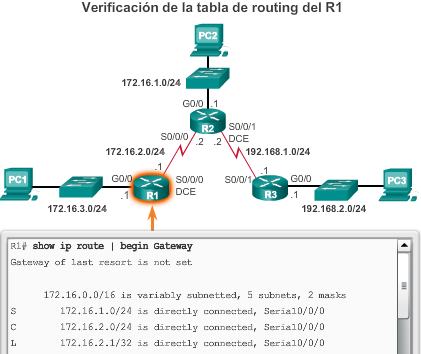 Verificación de la tabla de routing del R1
PC2
172.16.1.0/24
G0/0 .1
R2
S0/0/0
.2 .2
S0/0/1
DCE
172.16.2.0/24
192.168.1.0/24
PC1
G0/0
.1
.1
R1
S0/0/0
DCE
172.16.3.0/24
S0/0/1
.1
R3
G0/0
.1
PC3
192.168.2.0/24
R1# show ip route | begin Gateway
Gateway of last resort is not set
172.16.0.0/16 is variably subnetted, 5 subnets, 2 masks
S 172.16.1.0/24 is directly connected, Serial0/0/0
C 172.16.2.0/24 is directly connected, Serial0/0/0
L 172.16.2.1/32 is directly connected, Serial0/0/0